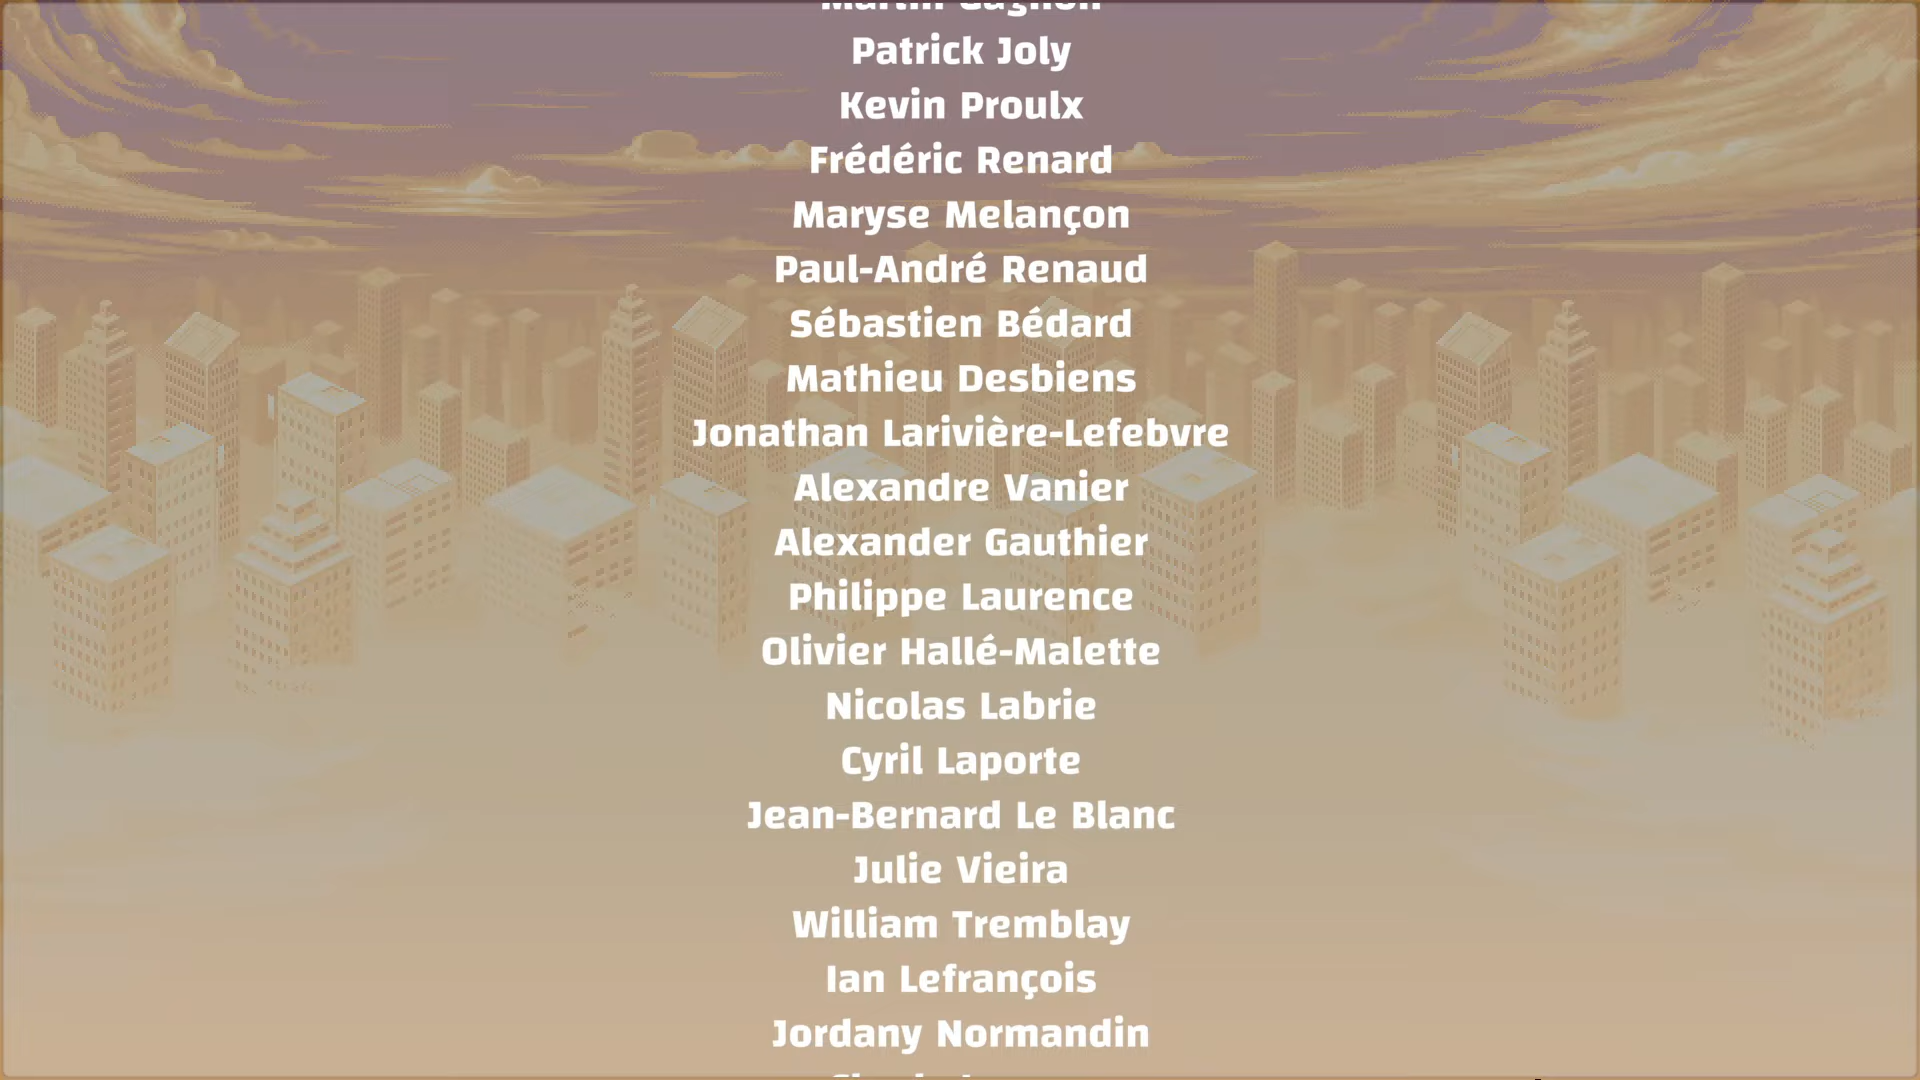 Martin Gagnon
Patrick Joly
Kevin Proulx
Frédéric Renard
Maryse Melançon
Paul-André Renaud
Sébastien Bédard
Mathieu Desbiens
Jonathan Larivière-Lefebvre
Alexandre Vanier
Alexander Gauthier
Philippe Laurence
Olivier Hallé-Malette
Nicolas Labrie
Cyril Laporte
Jean-Bernard Le Blanc
Julie Vieira
William Tremblay
Ian Lefrançois
Jordany Normandin